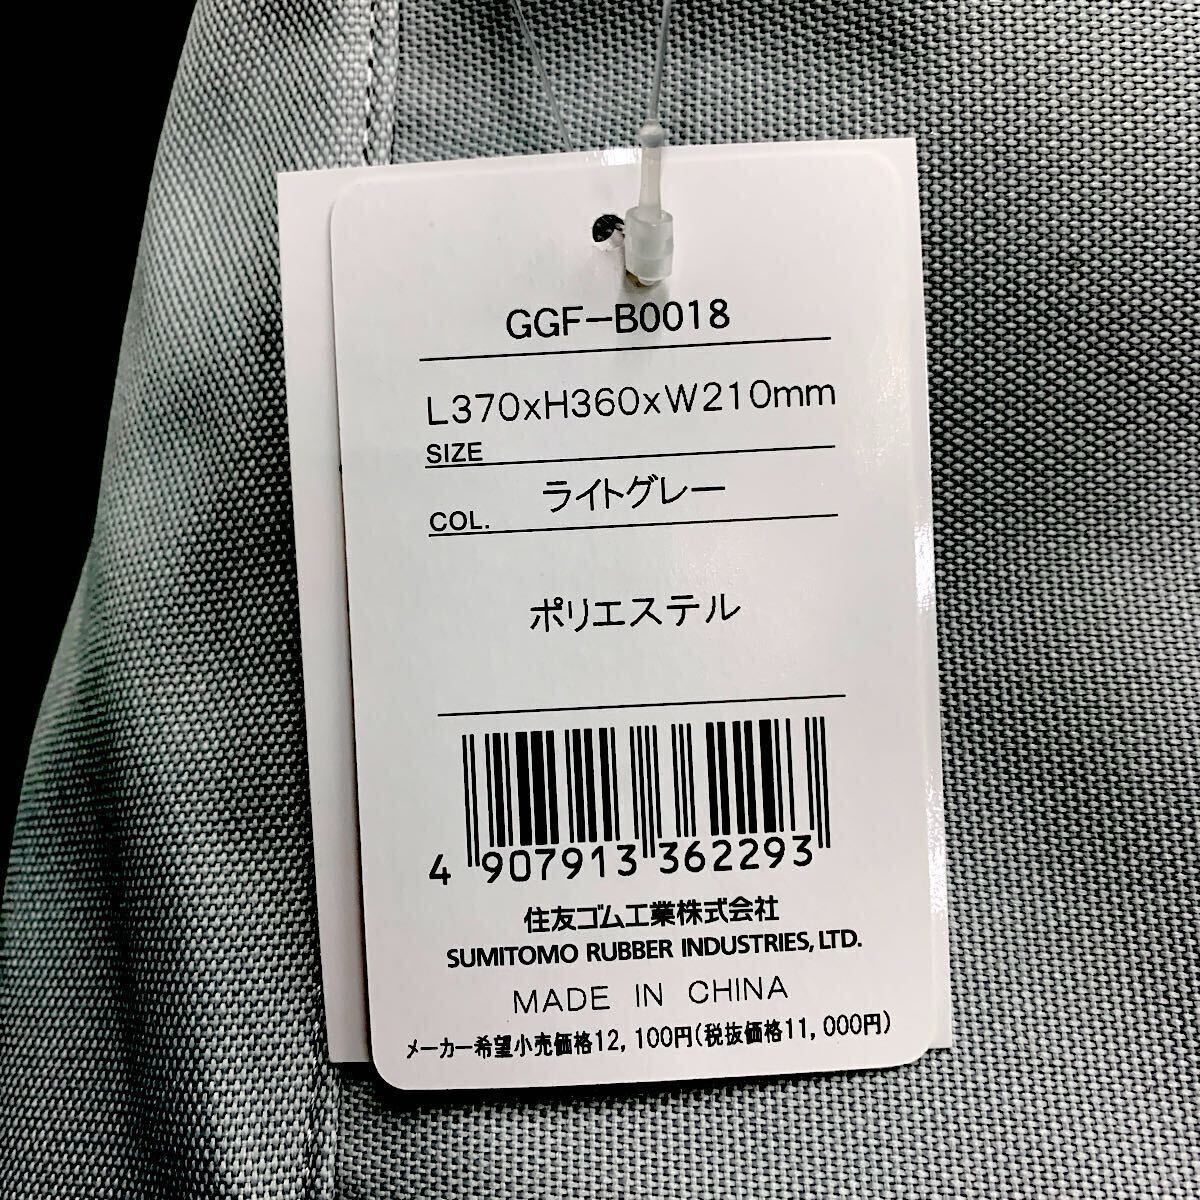 GGF-B0018
L370xH360xW210mm
SIZE
ライトグレー
COL.
ポリエステル
4 907913 362293
住友ゴム工業株式会社
SUMITOMO RUBBER INDUSTRIES, LTD.
MADE IN CHINA
メーカー希望小売価格12,100円(税抜価格11,000円)